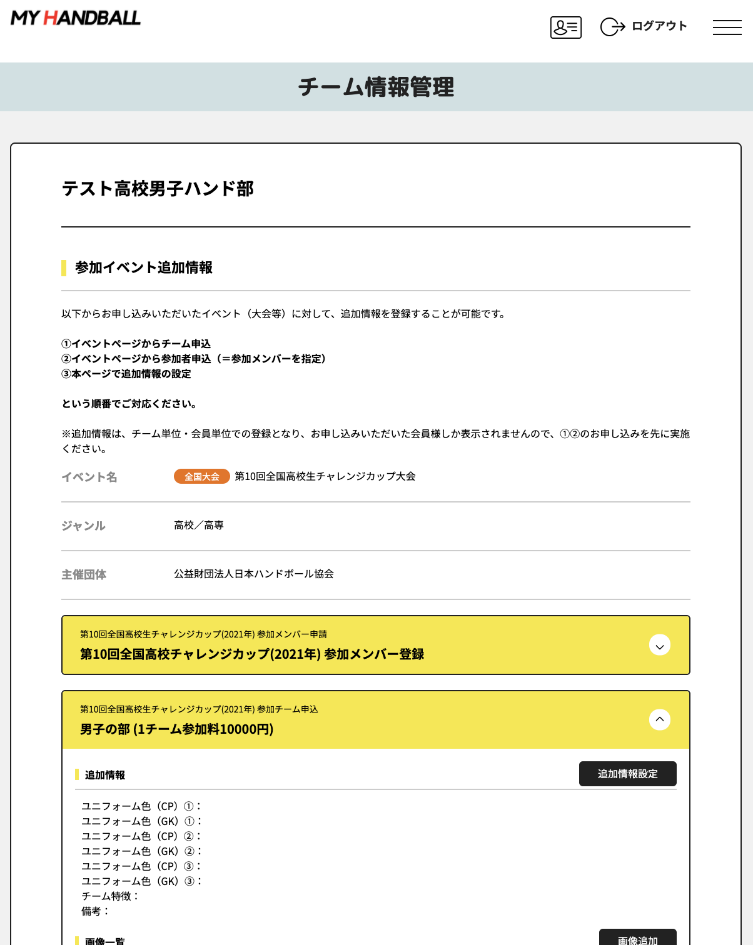 MY HANDBALL
ログアウト
チーム情報管理
テスト高校男子ハンド部
参加イベント追加情報
以下からお申し込みいただいたイベント（大会等）に対して、追加情報を登録することが可能です。
①イベントページからチーム申込
②イベントページから参加者申込（＝参加メンバーを指定）
③本ページで追加情報の設定
という順番でご対応ください。
※追加情報は、チーム単位・会員単位での登録となり、お申し込みいただいた会員様しか表示されませんので、①②のお申し込みを先に実施
ください。
イベント名 全国大会 第10回全国高校生チャレンジカップ大会
ジャンル 高校／高専
主催団体 公益財団法人日本ハンドボール協会
第10回全国高校生チャレンジカップ(2021年) 参加メンバー申請
第10回全国高校チャレンジカップ(2021年) 参加メンバー登録
第10回全国高校生チャレンジカップ(2021年) 参加チーム申込
男子の部 (1チーム参加料10000円)
追加情報 追加情報設定
ユニフォーム色（CP）①：
ユニフォーム色（GK）①：
ユニフォーム色（CP）②：
ユニフォーム色（GK）②：
ユニフォーム色（CP）③：
ユニフォーム色（GK）③：
チーム特徴：
備考：
画像一覧 画像追加